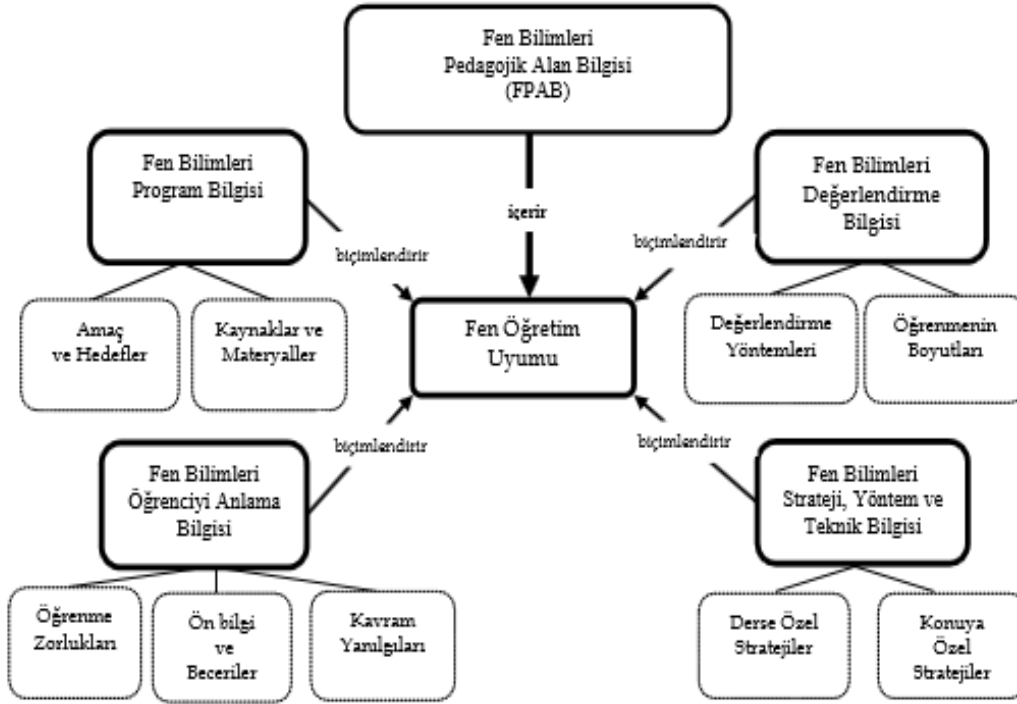 Fen Bilimleri
Pedagojik Alan Bilgisi
(FPAB)
Fen Bilimleri
Program Bilgisi
Fen Bilimleri
Değerlendirme
Bilgisi
içerir
biçimlendirir
biçimlendirir
Amaç
ve Hedefler
Kaynaklar ve
Materyaller
Fen Öğretim
Uyumu
Değerlendirme
Yöntemleri
Öğrenmenin
Boyutları
biçimlendirir
biçimlendirir
Fen Bilimleri
Öğrenciyi Anlama
Bilgisi
Fen Bilimleri
Strateji, Yöntem ve
Teknik Bilgisi
Öğrenme
Zorlukları
Ön bilgi
ve
Beceriler
Kavram
Yanılgıları
Derse Özel
Stratejiler
Konuya
Özel
Stratejiler